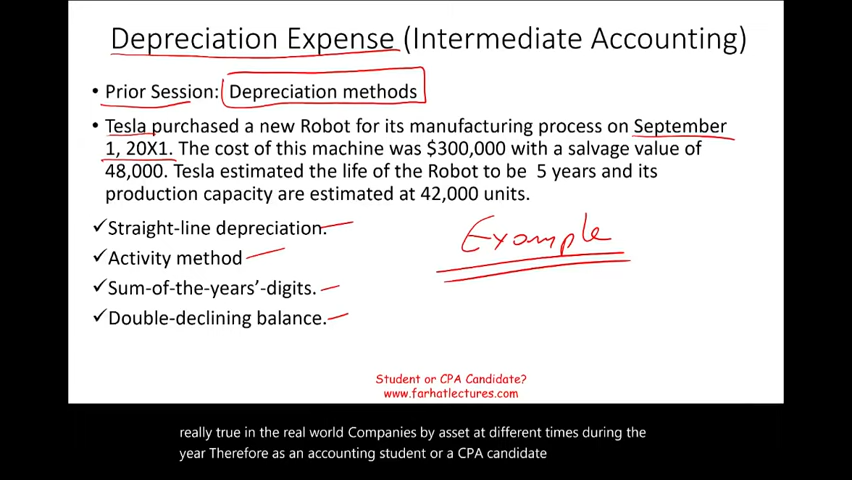 Depreciation Expense (Intermediate Accounting)
• Prior Session: Depreciation methods
• Tesla purchased a new Robot for its manufacturing process on September
1, 20X1. The cost of this machine was $300,000 with a salvage value of
48,000. Tesla estimated the life of the Robot to be 5 years and its
production capacity are estimated at 42,000 units.
✓Straight-line depreciation.
Example
✓Activity method
✓Sum-of-the-years’-digits.
✓Double-declining balance.
Student or CPA Candidate?
www.farhatlectures.com
really true in the real world Companies by asset at different times during the
year Therefore as an accounting student or a CPA candidate